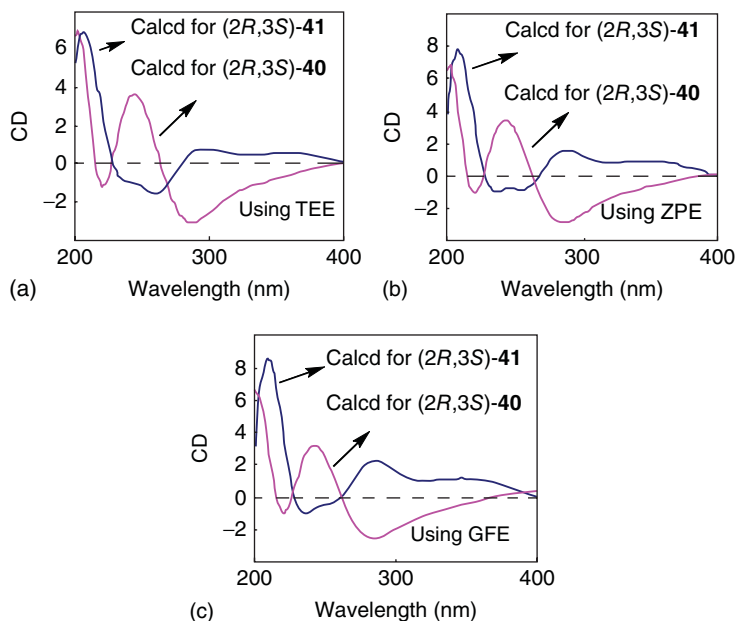 Calcd for (2R,3S)-41
Calcd for (2R,3S)-40
CD
6
4
2
0
−2
Using TEE
200
300
400
Wavelength (nm)
(a)
Calcd for (2R,3S)-41
Calcd for (2R,3S)-40
CD
8
6
4
2
0
−2
Using ZPE
200
300
400
Wavelength (nm)
(b)
Calcd for (2R,3S)-41
Calcd for (2R,3S)-40
CD
8
6
4
2
0
−2
Using GFE
200
300
400
Wavelength (nm)
(c)